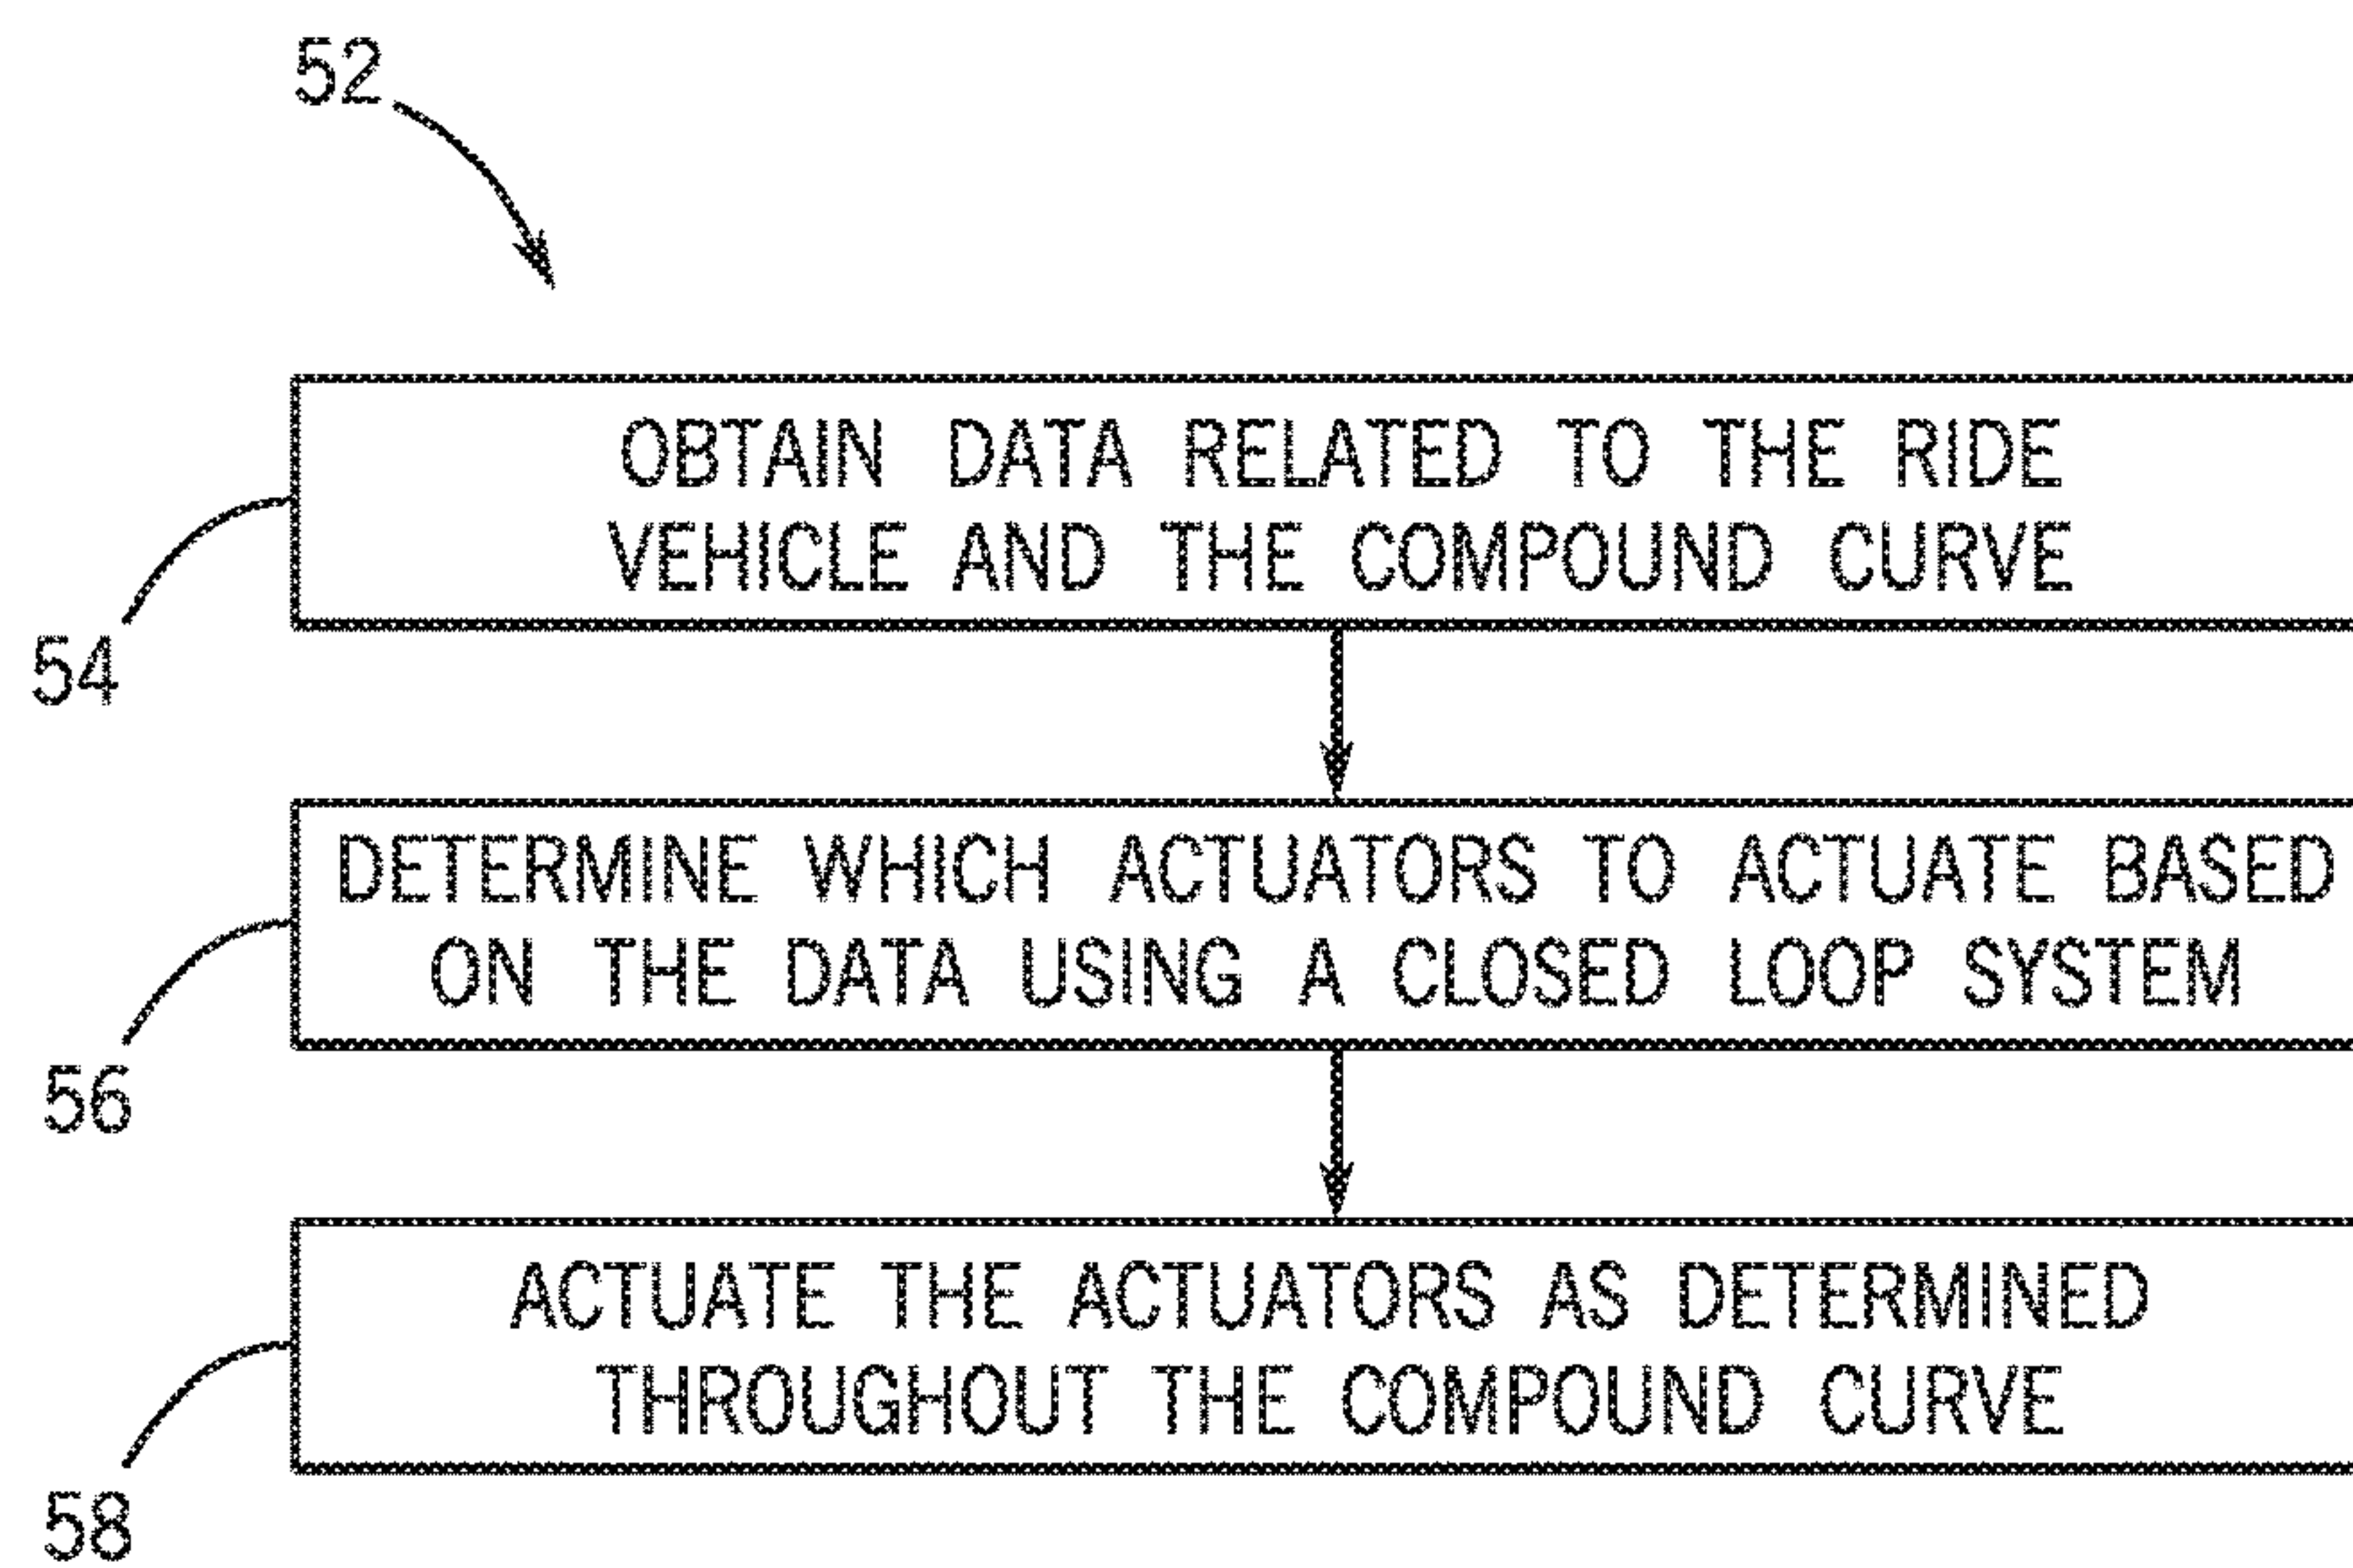 52
OBTAIN DATA RELATED TO THE RIDE
VEHICLE AND THE COMPOUND CURVE
54
DETERMINE WHICH ACTUATORS TO ACTUATE BASED
ON THE DATA USING A CLOSED LOOP SYSTEM
56
ACTUATE THE ACTUATORS AS DETERMINED
THROUGHOUT THE COMPOUND CURVE
58